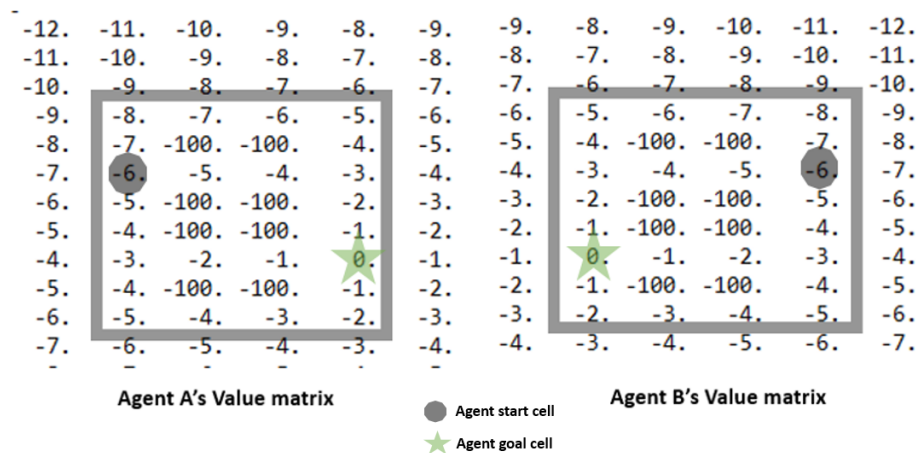 -12. -11. -10. -9. -8. -9.
-11. -10. -9. -8. -7. -8.
-10. -9. -8. -7. -6. -7.
-9. -8. -7. -6. -5. -6.
-8. -7. -100. -100. -4. -5.
-7. -6. -5. -4. -3. -4.
-6. -5. -100. -100. -2. -3.
-5. -4. -100. -100. -1. -2.
-4. -3. -2. -1. 0. -1.
-5. -4. -100. -100. -1. -2.
-6. -5. -4. -3. -2. -3.
-7. -6. -5. -4. -3. -4.
Agent A's Value matrix
-9. -8. -9. -10. -11. -12.
-8. -7. -8. -9. -10. -11.
-7. -6. -7. -8. -9. -10.
-6. -5. -6. -7. -8. -9.
-5. -4. -100. -100. -7. -8.
-4. -3. -4. -5. -6. -7.
-3. -2. -100. -100. -5. -6.
-2. -1. -100. -100. -4. -5.
-1. 0. -1. -2. -3. -4.
-2. -1. -100. -100. -4. -5.
-3. -2. -3. -4. -5. -6.
-4. -3. -4. -5. -6. -7.
Agent B's Value matrix
Agent start cell
Agent goal cell